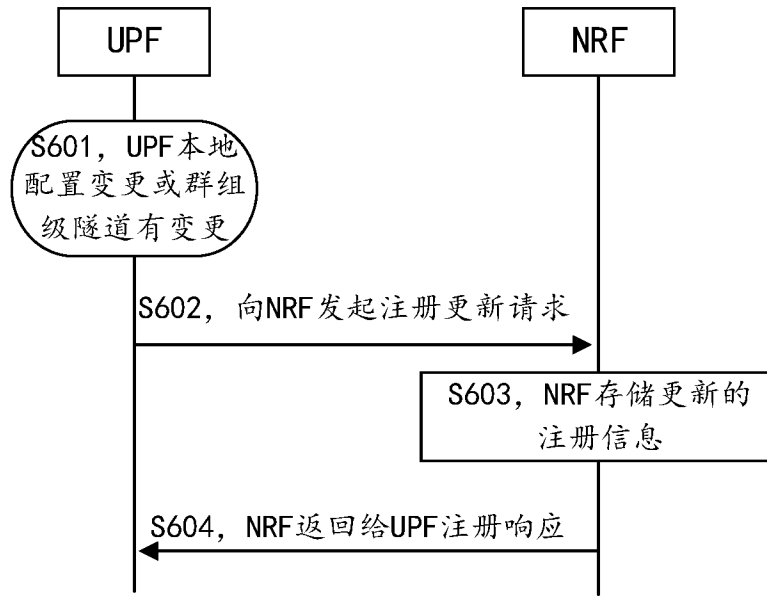 UPF
NRF
S601，UPF本地
配置变更或群组
级隧道有变更
S602，向NRF发起注册更新请求
S603，NRF存储更新的
注册信息
S604，NRF返回给UPF注册响应